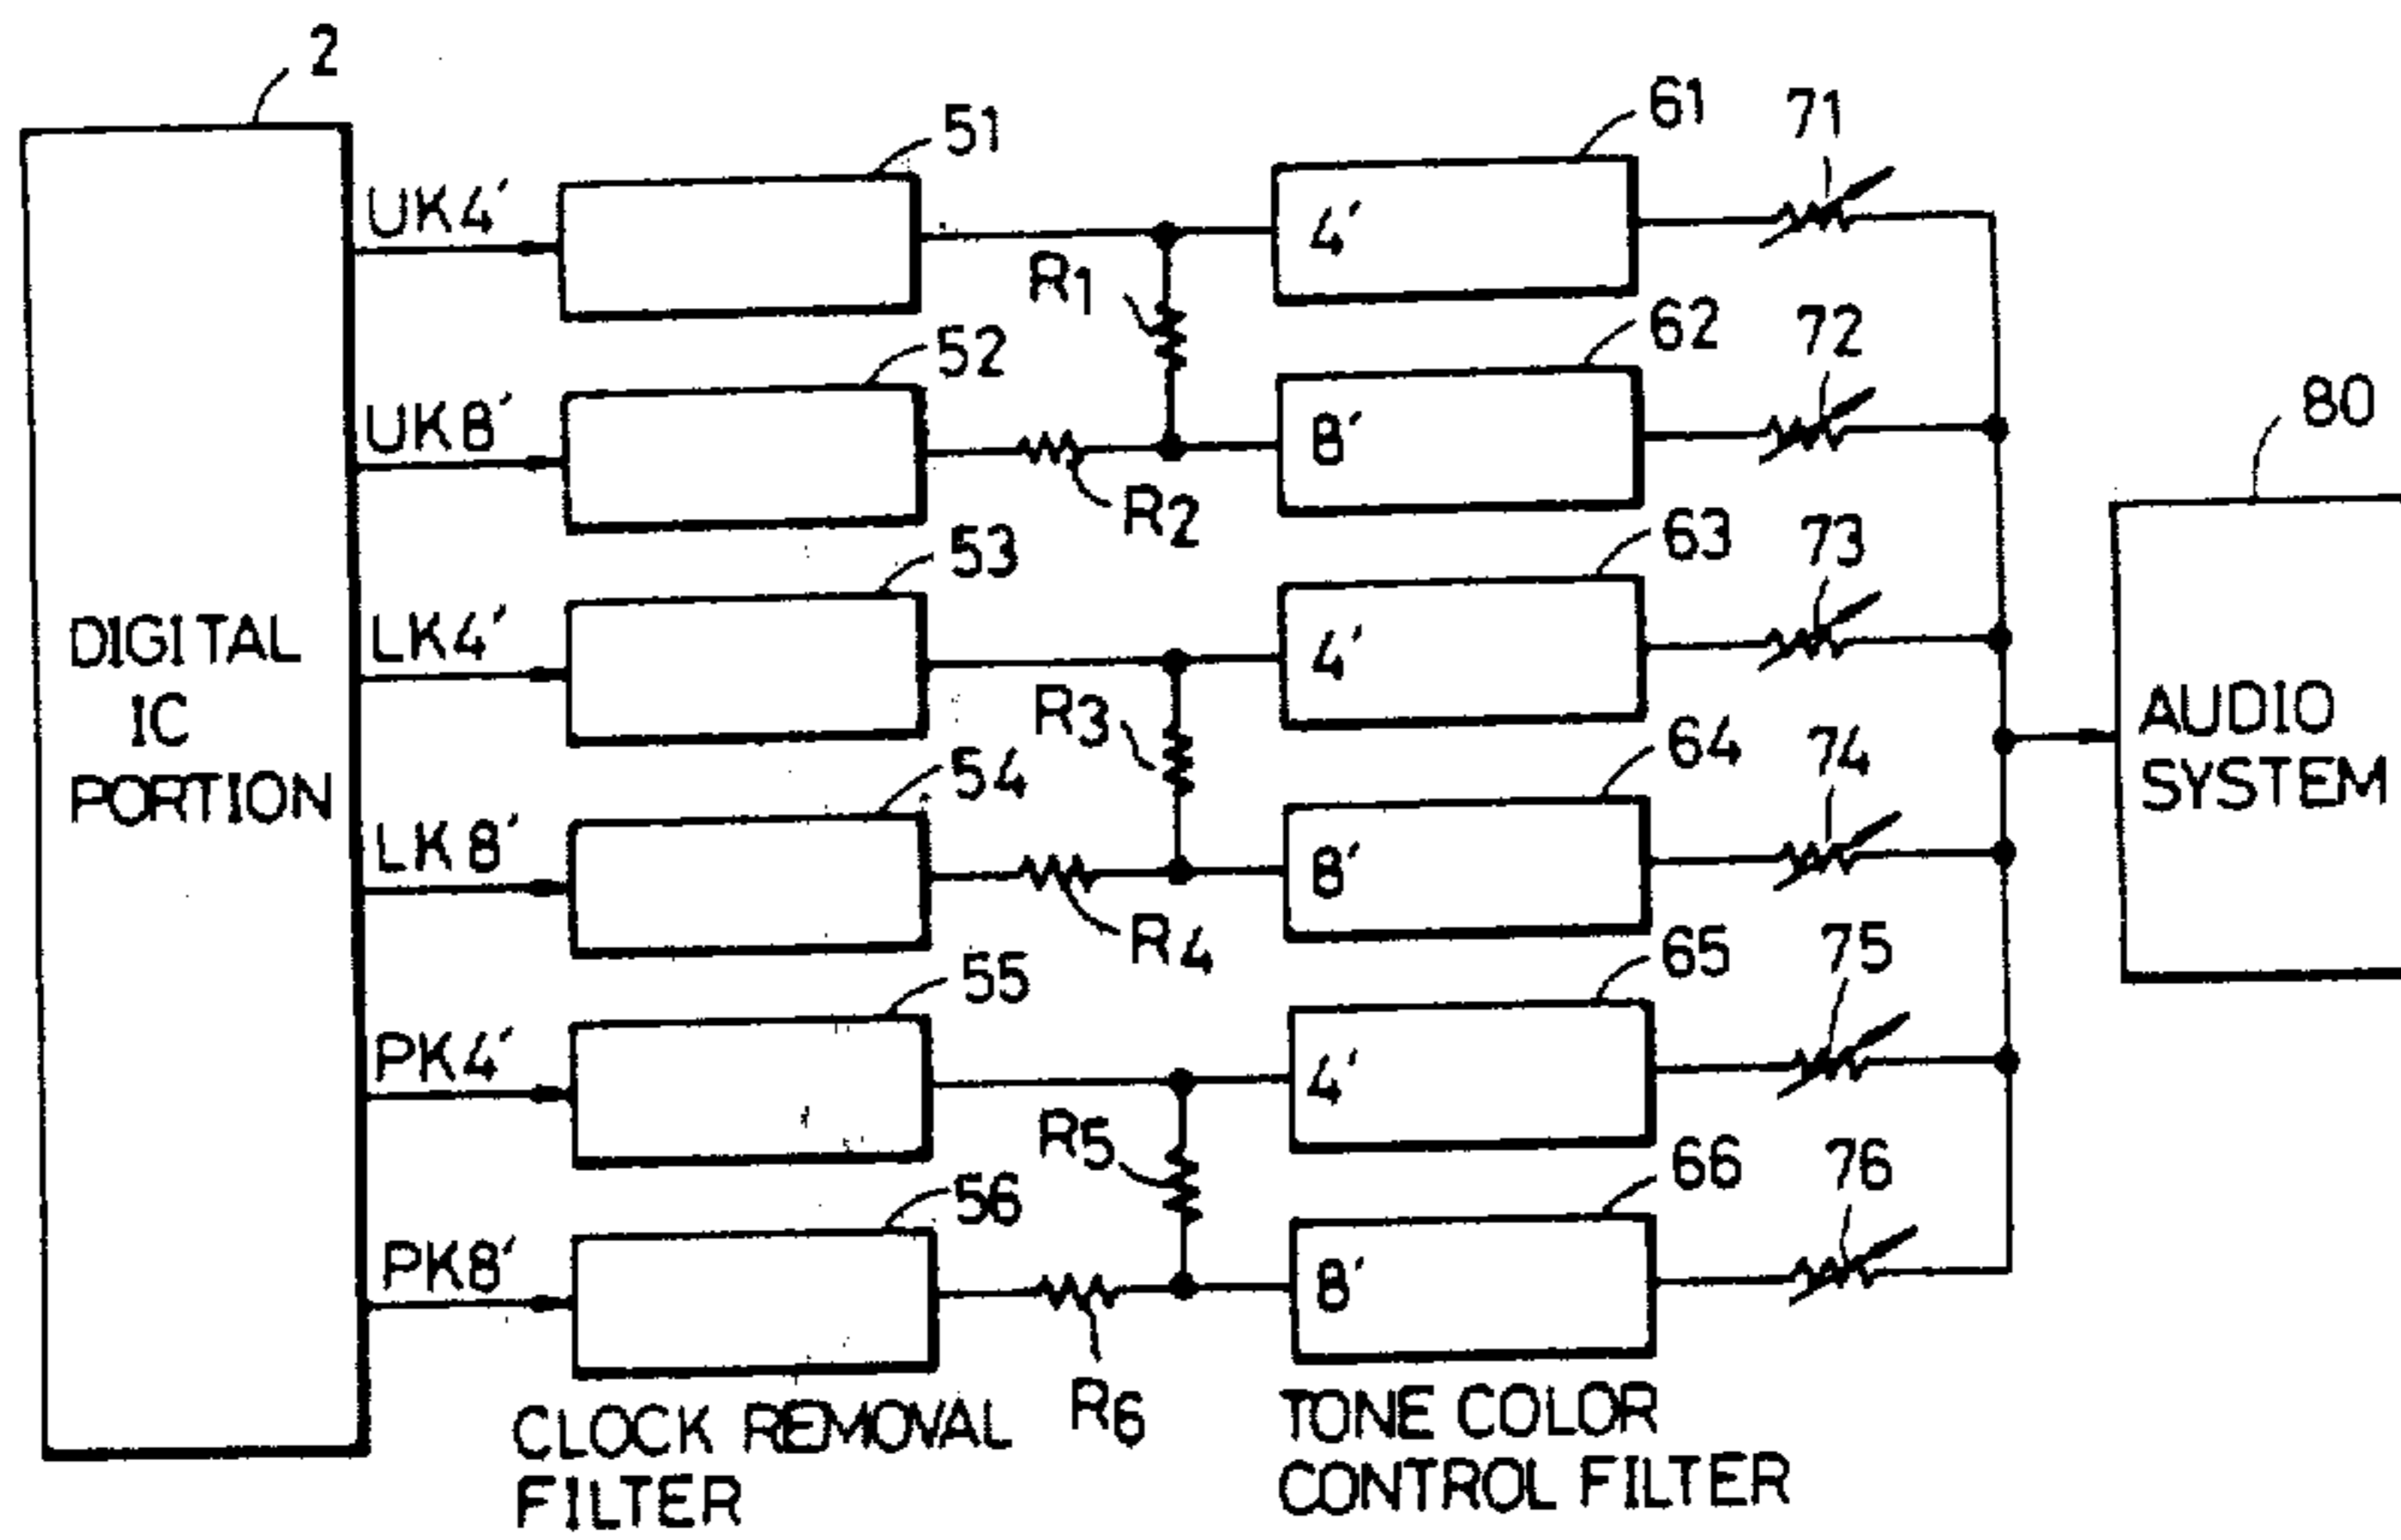 2
51
61
71
UK4'
4'
R1
52
62
72
UK8'
8'
80
R2
53
63
73
DIGITAL
IC
PORTION
LK4'
4'
R3
54
64
74
AUDIO
SYSTEM
LK8'
8'
R4
55
65
75
PK4'
4'
R5
56
66
76
PK8'
8'
R6
CLOCK REMOVAL
FILTER
TONE COLOR
CONTROL FILTER